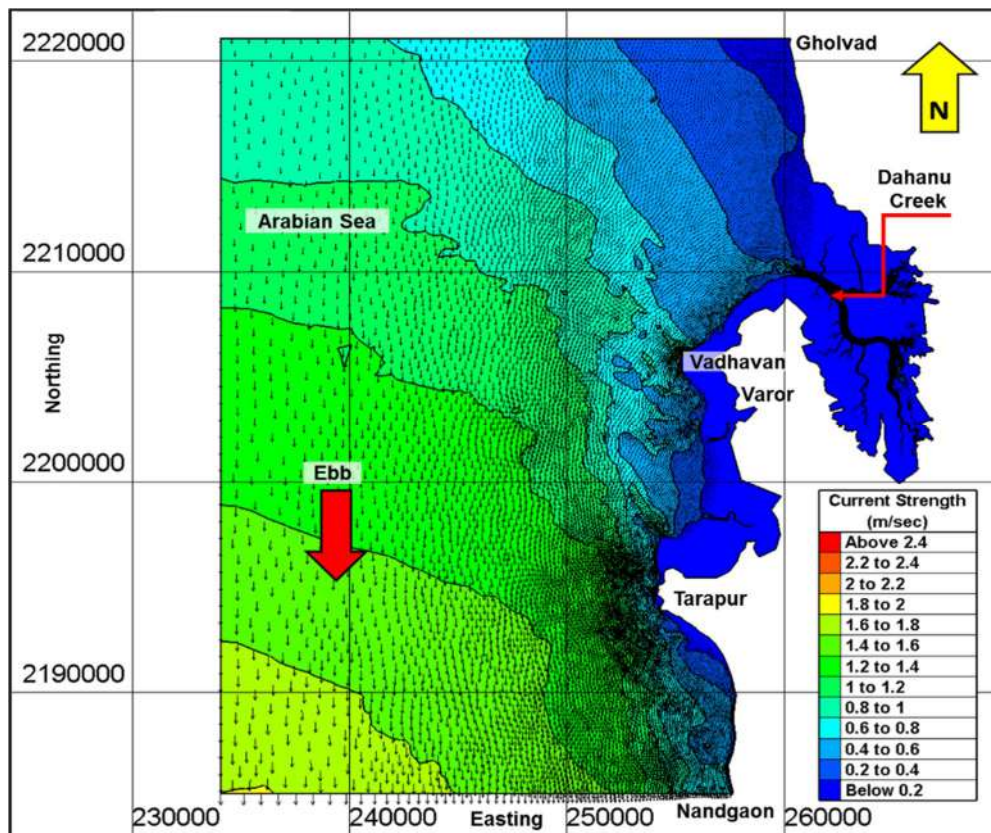 2220000
Gholvad
N
Dahanu
Creek
Arabian Sea
2210000
Northing
Vadhavan
Varor
2200000
Ebb
Current Strength
(m/sec)
Above 2.4
2.2 to 2.4
2 to 2.2
1.8 to 2
1.6 to 1.8
1.4 to 1.6
1.2 to 1.4
1 to 1.2
0.8 to 1
0.6 to 0.8
0.4 to 0.6
0.2 to 0.4
Below 0.2
Tarapur
2190000
Nandgaon
230000
240000
Easting
250000
260000